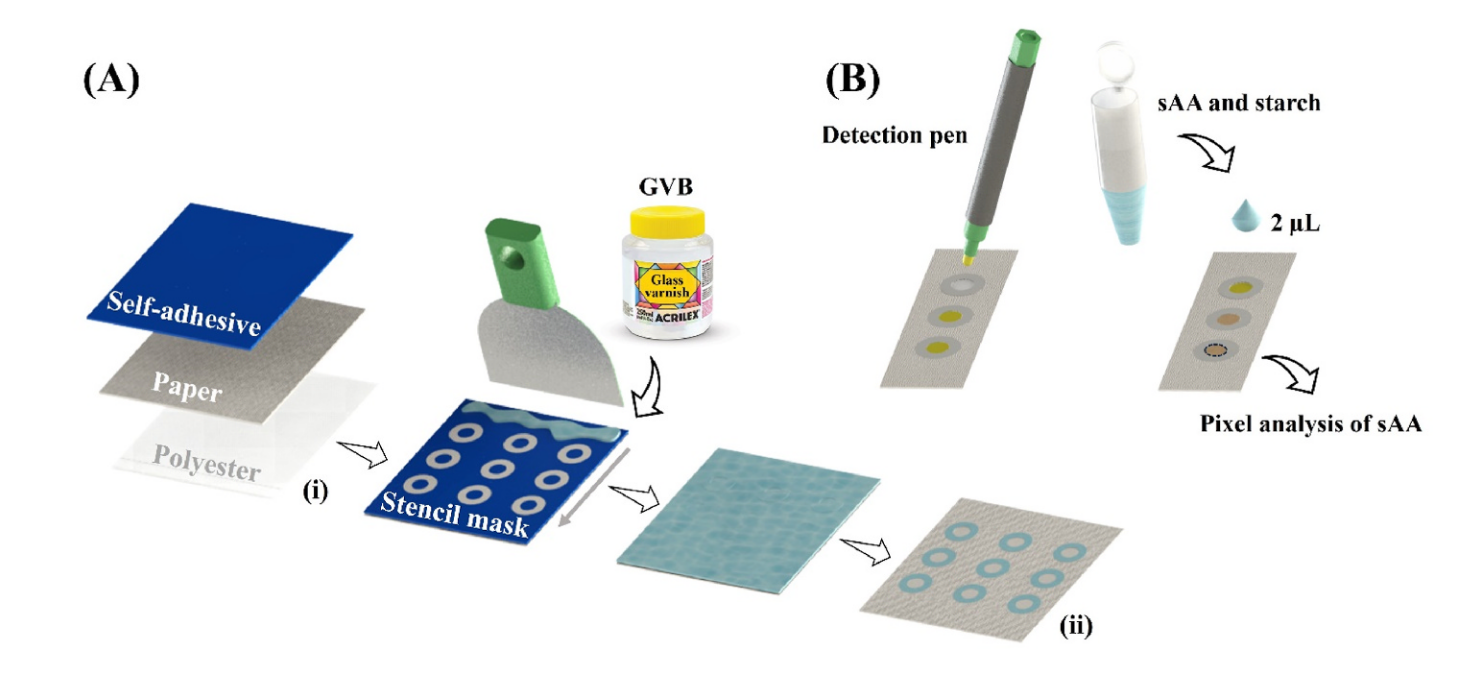 (A)
Self-adhesive
Paper
Polyester
(i)
GVB
Glass
varnish
250ml
ACRILEX
Stencil mask
(ii)
(B)
Detection pen
sAA and starch
2 µL
Pixel analysis of sAA